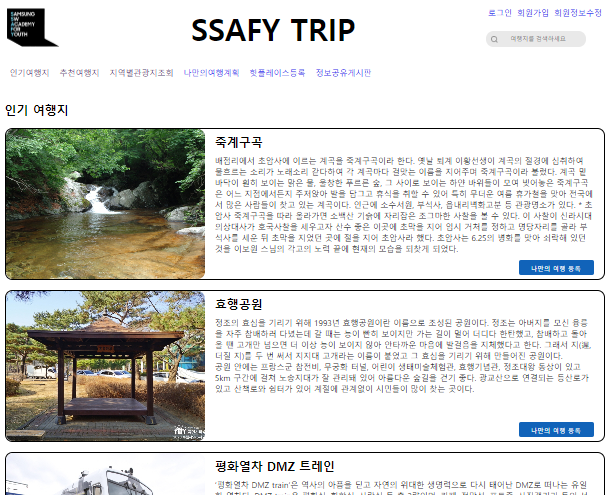 SAMSUNG
SW
ACADEMY
FOR
YOUTH
SSAFY TRIP
로그인 회원가입 회원정보수정
여행지를 검색하세요
인기여행지 추천여행지 지역별관광지조회 나만의여행계획 핫플레이스등록 정보공유게시판
인기 여행지
죽계구곡
배점리에서 초암사에 이르는 계곡을 죽계구곡이라 한다. 옛날 퇴계 이황선생이 계곡의 절경에 심취하여
물흐르는 소리가 노래소리 같다하여 각 계곡마다 걸맞는 이름을 지어주며 죽계구곡이라 불렀다. 계곡 밑
바닥이 훤히 보이는 맑은 물, 울창한 푸르른 숲, 그 사이로 보이는 하얀 바위들이 모여 빚어놓은 죽계구곡
은 어느 지점에서든지 주저앉아 발을 담그고 휴식을 취할 수 있어 특히 무더운 여름 휴가철을 맞아 전국에
서 많은 사람들이 찾고 있는 계곡이다. 인근에 소수서원, 부석사, 읍내리벽화고분 등 관광명소가 있다. * 초
암사 죽계구곡을 따라 올라가면 소백산 기슭에 자리잡은 조그마한 사찰을 볼 수 있다. 이 사찰이 신라시대
의상대사가 호국사찰을 세우고자 산수 좋은 이곳에 초막을 지어 임시 거처를 정하고 명당자리를 골라 부
석사를 세운 뒤 초막을 지었던 곳에 절을 지어 초암사라 했다. 초암사는 6.25의 병화를 맞아 쇠락해 있던
것을 이보원 스님의 각고의 노력 끝에 현재의 모습을 되찾게 되었다.
나만의 여행 등록
효행공원
정조의 효심을 기리기 위해 1993년 효행공원이란 이름으로 조성된 공원이다. 정조는 아버지를 모신 융릉
을 자주 참배하러 다녔는데 갈 때는 능이 빤히 보이지만 가는 길이 멀어 더디다 한탄했고, 참배하고 돌아
올 땐 고개만 넘으면 더 이상 능이 보이지 않아 안타까운 마음에 발걸음을 지체했다고 한다. 그래서 지(遲,
더질 지)를 두 번 써서 지지대 고개라는 이름이 붙었고 그 효심을 기리기 위해 만들어진 공원이다.
공원 안에는 프랑스군 참전비, 무궁화 터널, 어린이 생태미술체험관, 효행기념관, 정조대왕 동상이 있고
5km 구간에 걸쳐 노송지대가 잘 관리돼 있어 아름다운 숲길을 걷기 좋다. 광교산으로 연결되는 등산로가
있고 산책로와 쉼터가 있어 계절에 관계없이 시민들이 많이 찾는 곳이다.
나만의 여행 등록
평화열차 DMZ 트레인
'평화열차 DMZ train'은 역사의 아픔을 딛고 자연의 위대한 생명력으로 다시 태어난 DMZ로 떠나는 유일